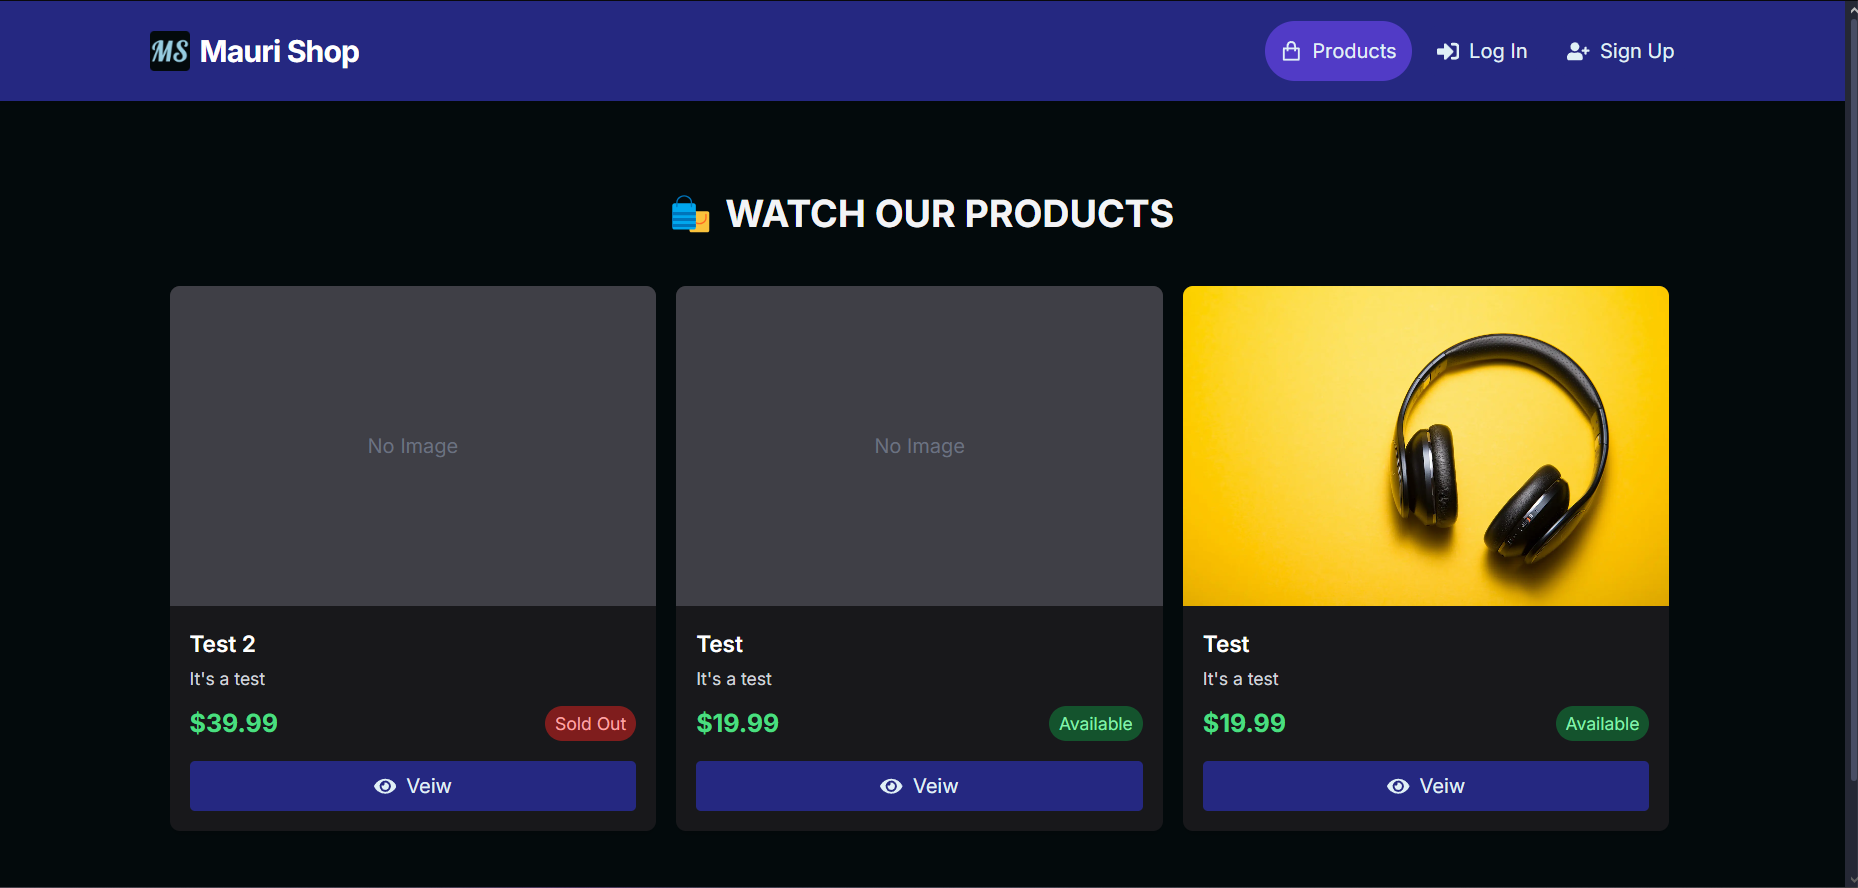 MS Mauri Shop
Products
Log In
Sign Up
WATCH OUR PRODUCTS
No Image
No Image
Test 2
It's a test
$39.99
Sold Out
Veiw
Test
It's a test
$19.99
Available
Veiw
Test
It's a test
$19.99
Available
Veiw